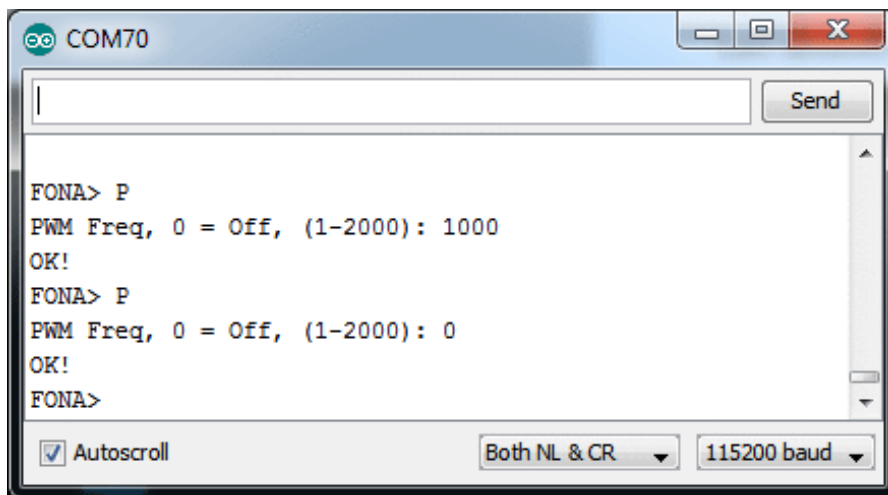 COM70
Send
FONA> P
PWM Freq, 0 = Off, (1-2000): 1000
OK!
FONA> P
PWM Freq, 0 = Off, (1-2000): 0
OK!
FONA>
Autoscroll
Both NL & CR
115200 baud